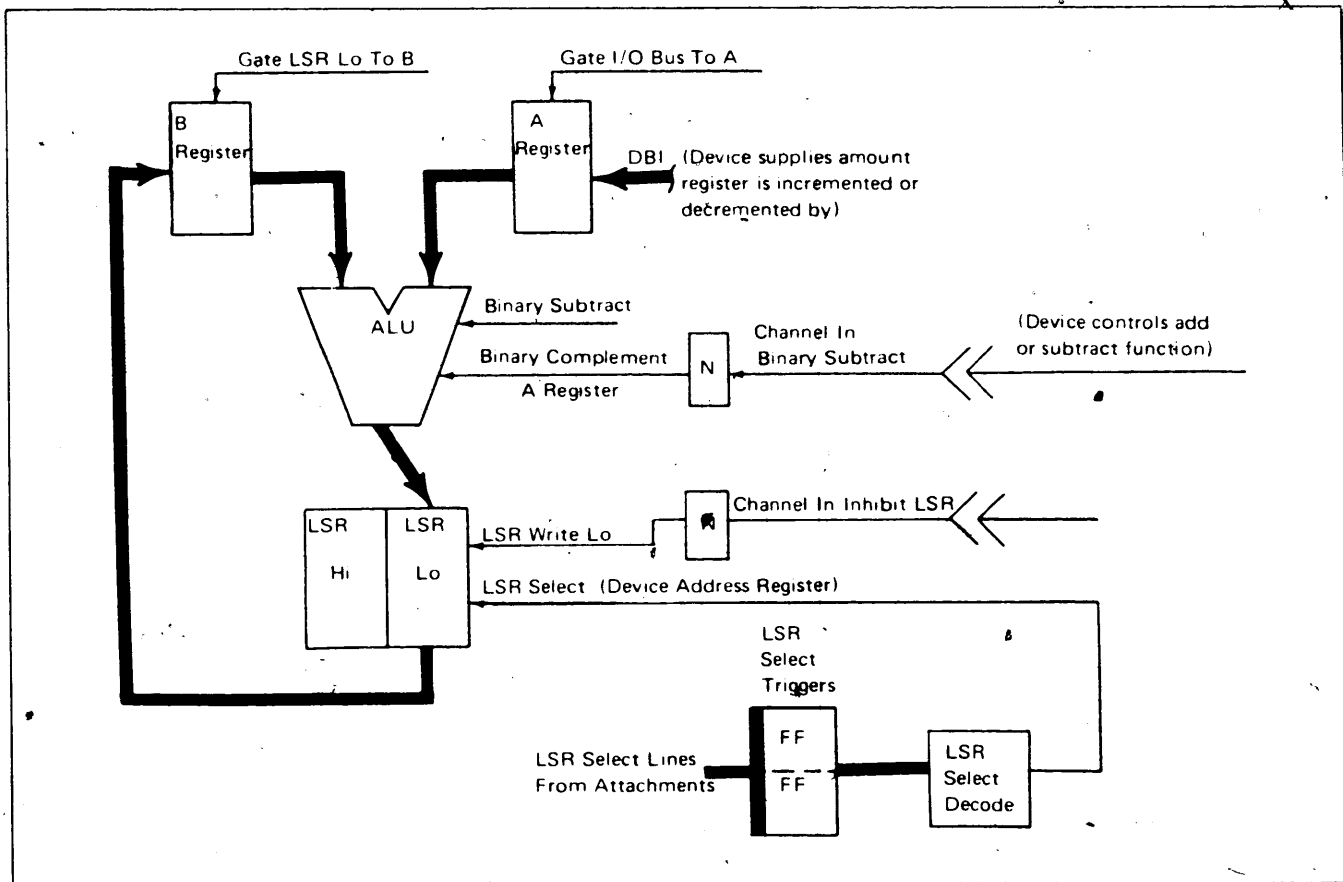 Gate LSR Lo To B
Gate I/O Bus To A
B
Register
A
Register
DBI (Device supplies amount
register is incremented or
decremented by)
ALU
Binary Subtract
Binary Complement
A Register
N
Channel In
Binary Subtract
(Device controls add
or subtract function)
LSR
Hi
LSR
Lo
LSR Write Lo
Channel In Inhibit LSR
LSR Select (Device Address Register)
LSR
Select
Triggers
FF
FF
LSR Select Lines
From Attachments
LSR
Select
Decode